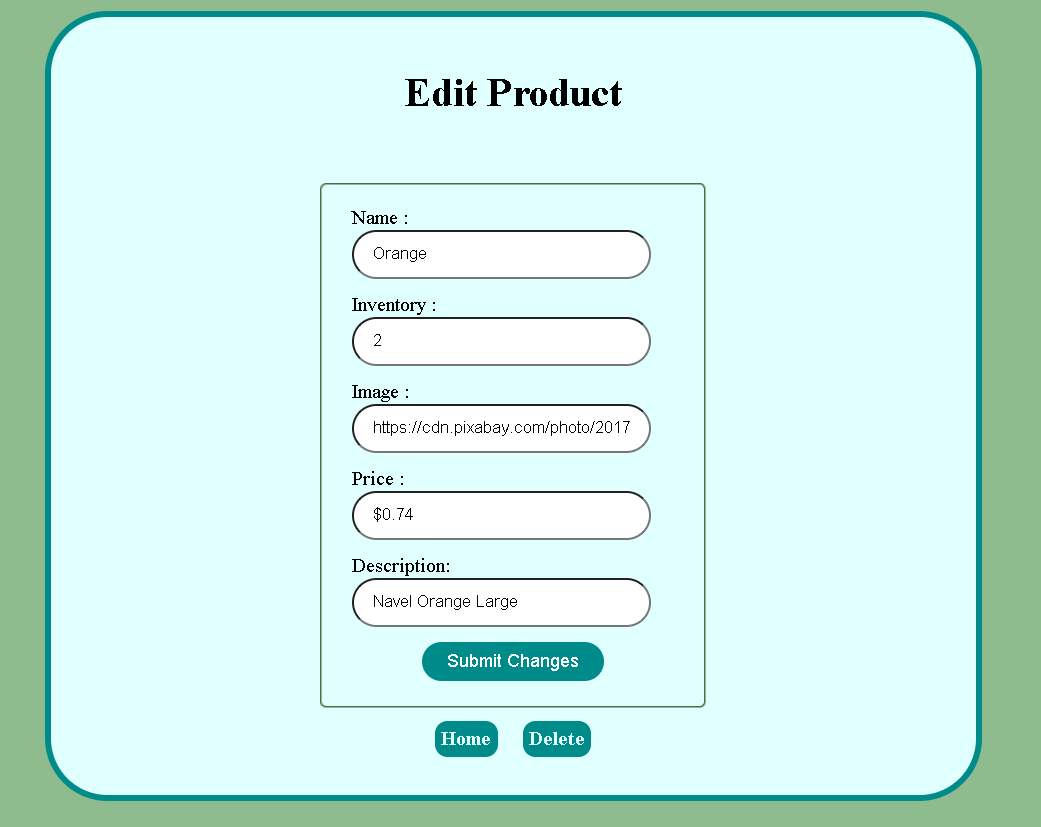 Edit Product
Name :
Orange
Inventory :
2
Image :
https://cdn.pixabay.com/photo/2017
Price :
$0.74
Description:
Navel Orange Large
Submit Changes
Home Delete